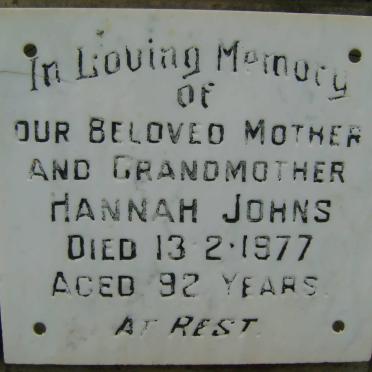 In Loving Memory
of
OUR BELOVED MOTHER
AND GRANDMOTHER
HANNAH JOHNS
DIED 13·2·1977
AGED 92 YEARS.
AT REST.